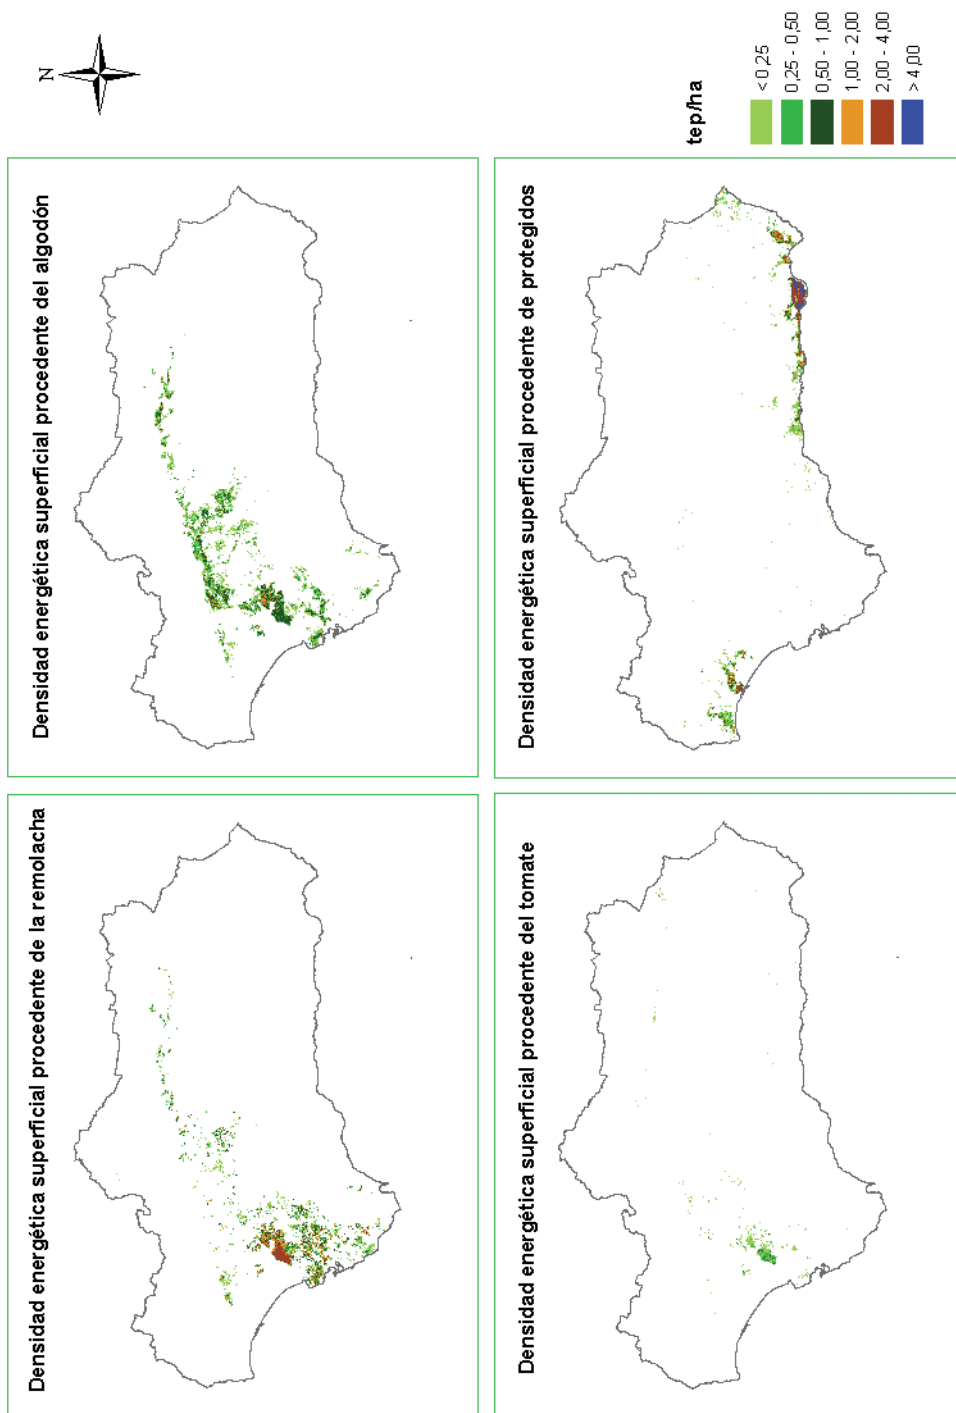 Densidad energética superficial procedente de la remolacha
Densidad energética superficial procedente del algodón
N
Densidad energética superficial procedente del tomate
Densidad energética superficial procedente de protegidos
tep/ha
< 0,25
0,25 - 0,50
0,50 - 1,00
1,00 - 2,00
2,00 - 4,00
> 4,00